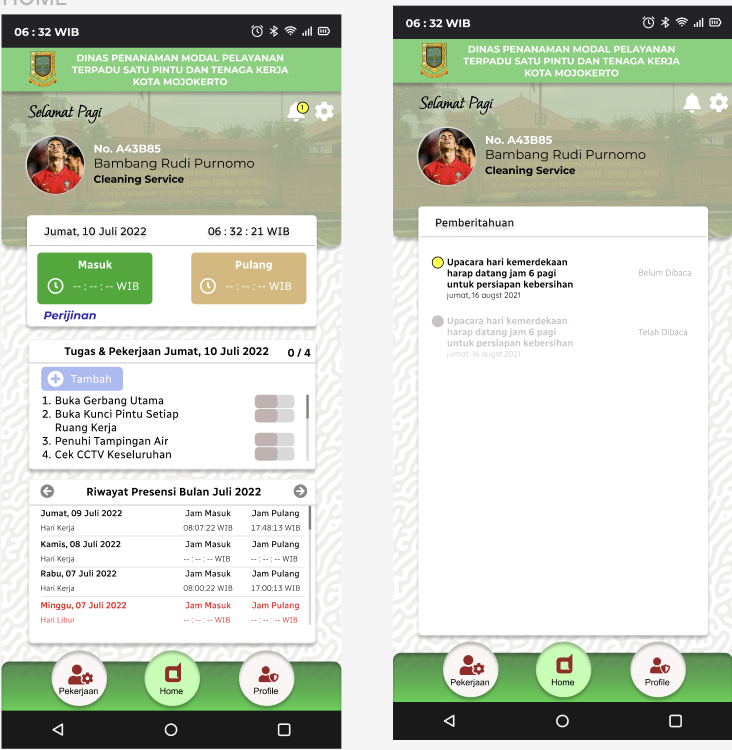 HOME
06 : 32 WIB
DINAS PENANAMAN MODAL PELAYANAN
TERPADU SATU PINTU DAN TENAGA KERJA
KOTA MOJOKERTO
Selamat Pagi
1
No. A43B85
Bambang Rudi Purnomo
Cleaning Service
Jumat, 10 Juli 2022 06 : 32 : 21 WIB
Masuk Pulang
-- : -- : -- WIB -- : -- : -- WIB
Perijinan
Tugas & Pekerjaan Jumat, 10 Juli 2022 0 / 4
Tambah
1. Buka Gerbang Utama
2. Buka Kunci Pintu Setiap
Ruang Kerja
3. Penuhi Tampingan Air
4. Cek CCTV Keseluruhan
Riwayat Presensi Bulan Juli 2022
Jumat, 09 Juli 2022 Jam Masuk Jam Pulang
Hari Kerja 08:07:22 WIB 17:48:13 WIB
Kamis, 08 Juli 2022 Jam Masuk Jam Pulang
Hari Kerja -- : -- : -- WIB -- : -- : -- WIB
Rabu, 07 Juli 2022 Jam Masuk Jam Pulang
Hari Kerja 08:00:22 WIB 17:00:13 WIB
Minggu, 07 Juli 2022 Jam Masuk Jam Pulang
Hari Libur -- : -- : -- WIB -- : -- : -- WIB
Pekerjaan Home Profile
06 : 32 WIB
DINAS PENANAMAN MODAL PELAYANAN
TERPADU SATU PINTU DAN TENAGA KERJA
KOTA MOJOKERTO
Selamat Pagi
No. A43B85
Bambang Rudi Purnomo
Cleaning Service
Pemberitahuan
Upacara hari kemerdekaan
harap datang jam 6 pagi
untuk persiapan kebersihan
jumat, 16 augst 2021
Belum Dibaca
Upacara hari kemerdekaan
harap datang jam 6 pagi
untuk persiapan kebersihan
jumat, 16 augst 2021
Telah Dibaca
Pekerjaan Home Profile